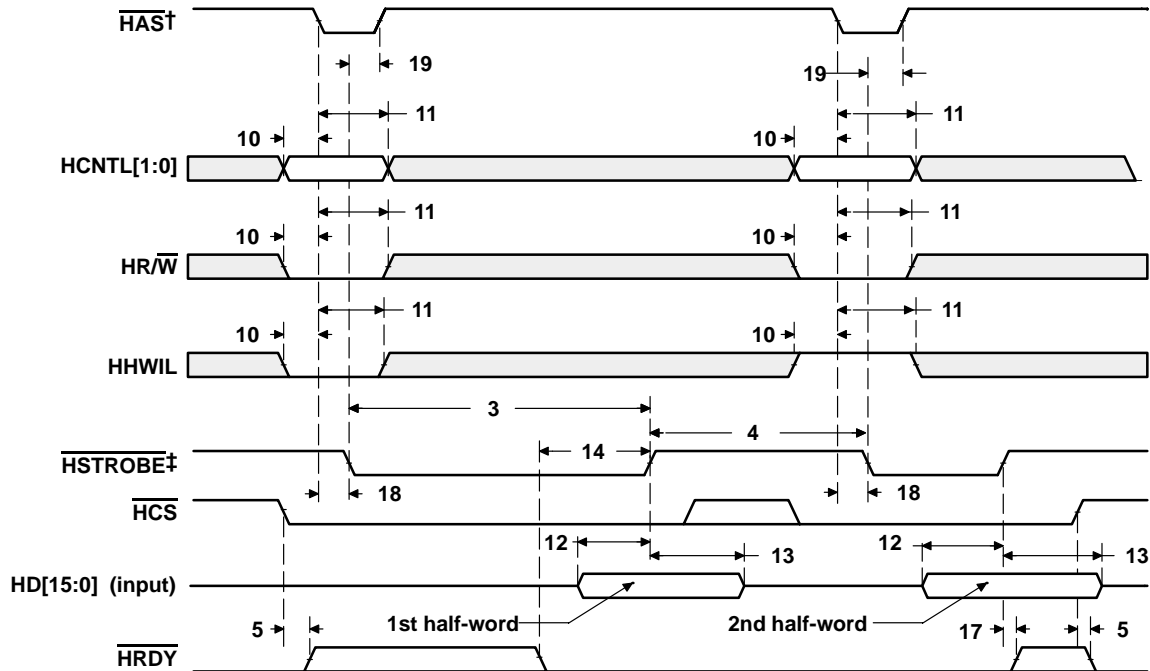 HAS†
19
19
11
11
10
10
HCNTL[1:0]
11
11
10
10
HR/W
11
11
10
10
HHWIL
3
4
14
HSTROBE‡
18
18
HCS
12
13
12
13
HD[15:0] (input)
1st half-word
2nd half-word
5
17
5
HRDY